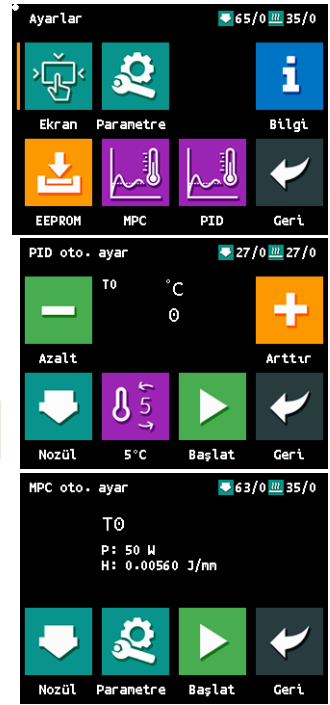 Ayarlar 65/0 35/0
Ekran Parametre Bilgi
EEPROM MPC PID Geri
PID oto. ayar 27/0 27/0
T0 °C
0
Azalt Arttır
5
Nozül 5°C Başlat Geri
MPC oto. ayar 63/0 35/0
T0
P: 50 W
H: 0.00560 J/mm
Nozül Parametre Başlat Geri